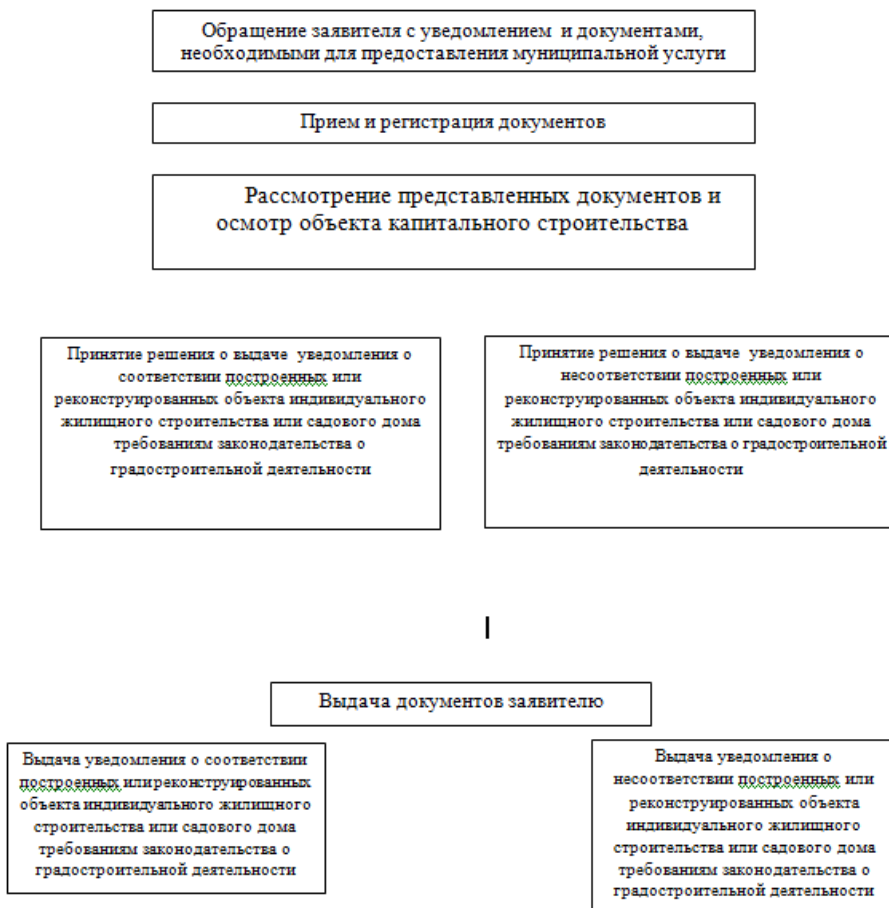 Обращение заявителя с уведомлением и документами,
необходимыми для предоставления муниципальной услуги
Прием и регистрация документов
Рассмотрение представленных документов и
осмотр объекта капитального строительства
Принятие решения о выдаче уведомления о
соответствии построенных или
реконструированных объекта индивидуального
жилищного строительства или садового дома
требованиям законодательства о
градостроительной деятельности
Принятие решения о выдаче уведомления о
несоответствии построенных или
реконструированных объекта индивидуального
жилищного строительства или садового дома
требованиям законодательства о градостроительной
деятельности
Выдача документов заявителю
Выдача уведомления о соответствии
построенных или реконструированных
объекта индивидуального жилищного
строительства или садового дома
требованиям законодательства о
градостроительной деятельности
Выдача уведомления о
несоответствии построенных или
реконструированных объекта
индивидуального жилищного
строительства или садового дома
требованиям законодательства о
градостроительной деятельности